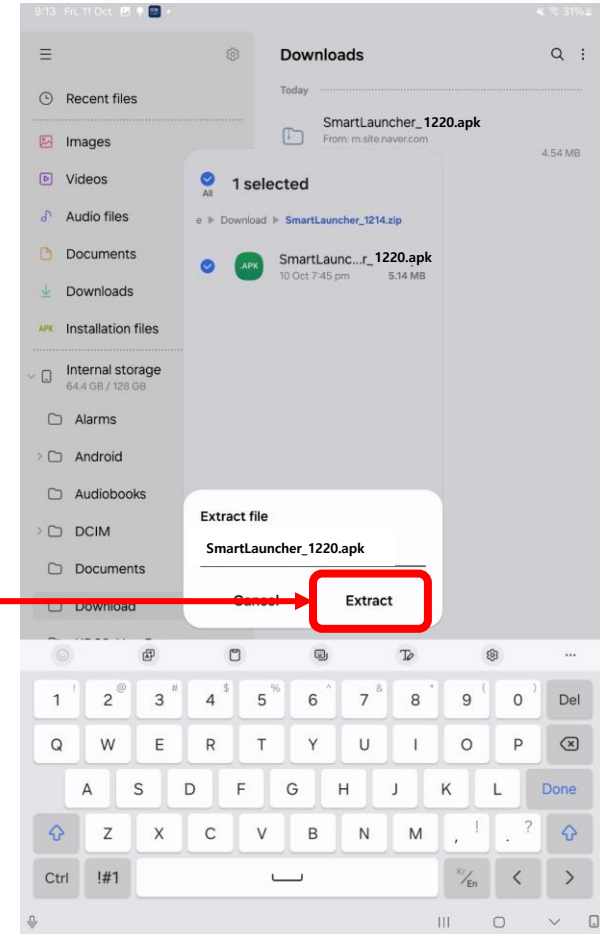 9:13 Fri, 11 Oct
31%
Downloads
Recent files
Images
Videos
Audio files
Documents
Downloads
APK Installation files
Internal storage
64.4 GB / 128 GB
Alarms
Android
Audiobooks
DCIM
Documents
Download
Today
SmartLauncher_1220.apk
From: m.site.naver.com
4.54 MB
All
1 selected
e ▶ Download ▶ SmartLauncher_1214.zip
.APK
SmartLaunc...r_1220.apk
10 Oct 7:45 pm 5.14 MB
Extract file
SmartLauncher_1220.apk
Cancel Extract
1 ! 2 @ 3 # 4 $ 5 % 6 ^ 7 & 8 * 9 ( 0 ) Del
Q W E R T Y U I O P
A S D F G H J K L Done
Z X C V B N M , ! . ?
Ctrl !#1 Kr/En < >